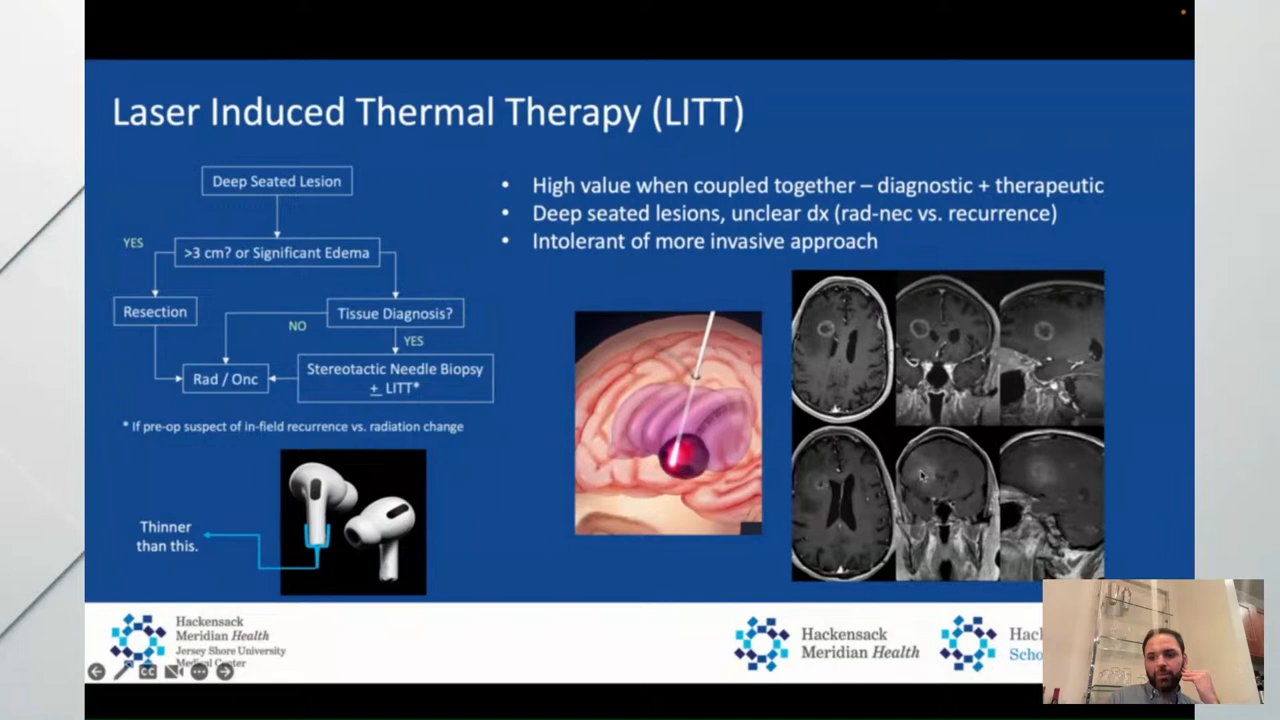 Laser Induced Thermal Therapy (LITT)
Deep Seated Lesion
YES
>3 cm? or Significant Edema
Resection
Tissue Diagnosis?
NO
YES
Rad / Onc
Stereotactic Needle Biopsy
+ LITT*
* If pre-op suspect of in-field recurrence vs. radiation change
Thinner
than this.
• High value when coupled together – diagnostic + therapeutic
• Deep seated lesions, unclear dx (rad-nec vs. recurrence)
• Intolerant of more invasive approach
Hackensack
Meridian Health
Jersey Shore University
Medical Center
CC
Hackensack
Meridian Health
Hac
Scho